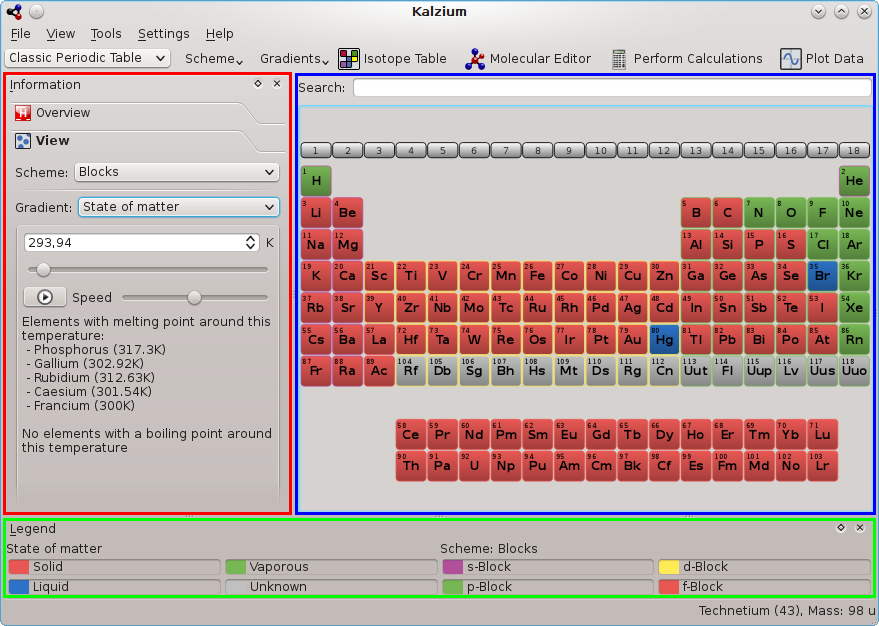 Kalzium
File View Tools Settings Help
Classic Periodic Table Scheme Gradients Isotope Table Molecular Editor Perform Calculations Plot Data
Information
Search:
Overview
View
Scheme: Blocks
Gradient: State of matter
293,94 K
Speed
Elements with melting point around this
temperature:
- Phosphorus (317.3K)
- Gallium (302.92K)
- Rubidium (312.63K)
- Caesium (301.54K)
- Francium (300K)
No elements with a boiling point around
this temperature
1 2 3 4 5 6 7 8 9 10 11 12 13 14 15 16 17 18
1 H 2 He
3 Li 4 Be 5 B 6 C 7 N 8 O 9 F 10 Ne
11 Na 12 Mg 13 Al 14 Si 15 P 16 S 17 Cl 18 Ar
19 K 20 Ca 21 Sc 22 Ti 23 V 24 Cr 25 Mn 26 Fe 27 Co 28 Ni 29 Cu 30 Zn 31 Ga 32 Ge 33 As 34 Se 35 Br 36 Kr
37 Rb 38 Sr 39 Y 40 Zr 41 Nb 42 Mo 43 Tc 44 Ru 45 Rh 46 Pd 47 Ag 48 Cd 49 In 50 Sn 51 Sb 52 Te 53 I 54 Xe
55 Cs 56 Ba 57 La 72 Hf 73 Ta 74 W 75 Re 76 Os 77 Ir 78 Pt 79 Au 80 Hg 81 Tl 82 Pb 83 Bi 84 Po 85 At 86 Rn
87 Fr 88 Ra 89 Ac 104 Rf 105 Db 106 Sg 107 Bh 108 Hs 109 Mt 110 Ds 111 Rg 112 Cn 113 Uut 114 Fl 115 Uup 116 Lv 117 Uus 118 Uuo
58 Ce 59 Pr 60 Nd 61 Pm 62 Sm 63 Eu 64 Gd 65 Tb 66 Dy 67 Ho 68 Er 69 Tm 70 Yb 71 Lu
90 Th 91 Pa 92 U 93 Np 94 Pu 95 Am 96 Cm 97 Bk 98 Cf 99 Es 100 Fm 101 Md 102 No 103 Lr
Legend
State of matter Scheme: Blocks
Solid Vaporous s-Block d-Block
Liquid Unknown p-Block f-Block
Technetium (43), Mass: 98 u